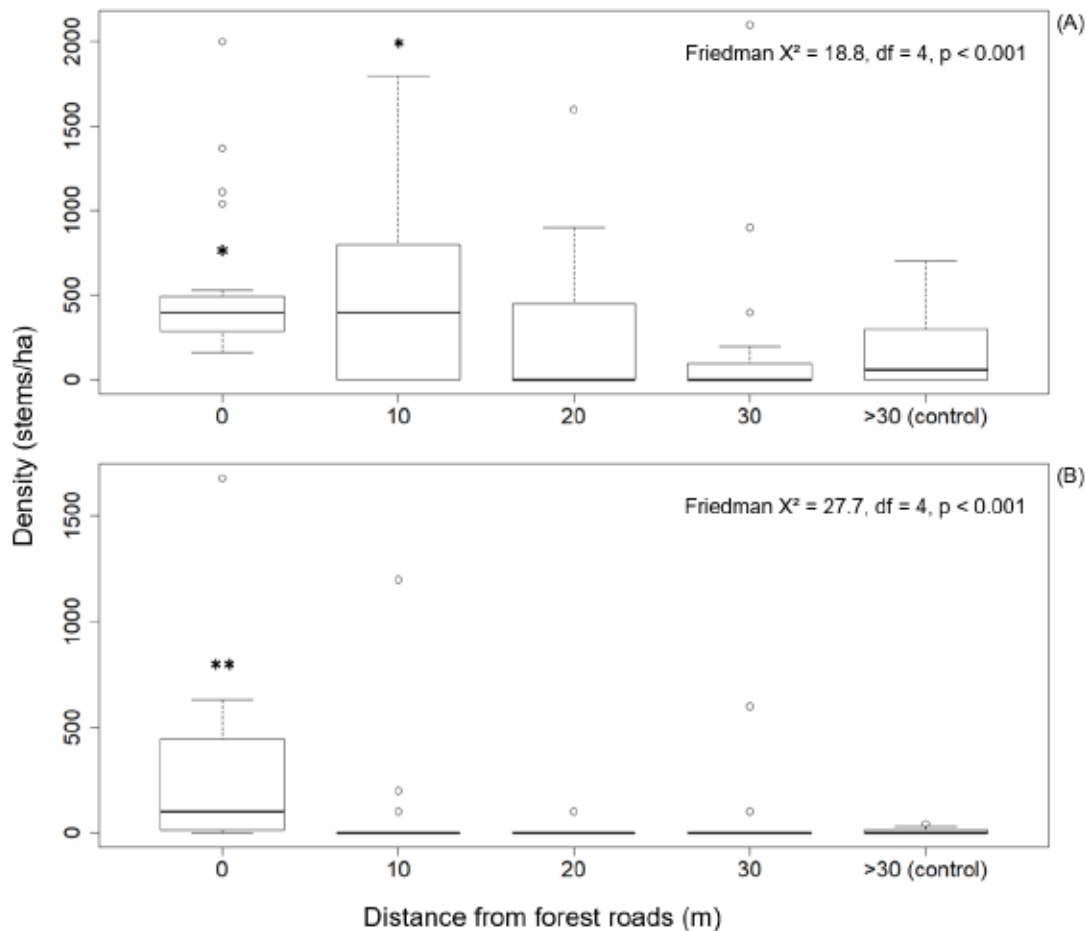 (A)
Friedman X² = 18.8, df = 4, p < 0.001
2000
1500
1000
500
0
*
*
0 10 20 30 >30 (control)
Density (stems/ha)
(B)
Friedman X² = 27.7, df = 4, p < 0.001
1500
1000
500
0
**
0 10 20 30 >30 (control)
Distance from forest roads (m)